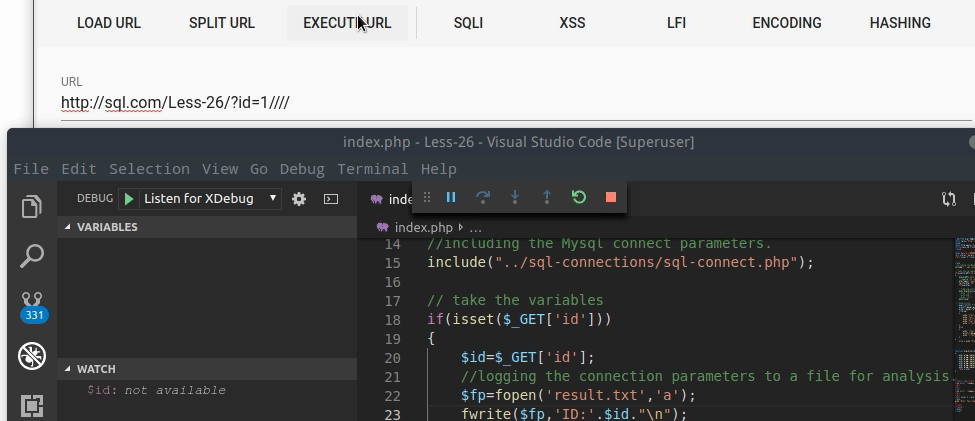 LOAD URL SPLIT URL EXECUTE URL SQLI XSS LFI ENCODING HASHING
URL
http://sql.com/Less-26/?id=1////
index.php - Less-26 - Visual Studio Code [Superuser]
File Edit Selection View Go Debug Terminal Help
DEBUG Listen for XDebug
VARIABLES
331
WATCH
$id: not available
inde
index.php ...
14 //including the Mysql connect parameters.
15 include("../sql-connections/sql-connect.php");
16
17 // take the variables
18 if(isset($_GET['id']))
19 {
20 $id=$_GET['id'];
21 //logging the connection parameters to a file for analysis
22 $fp=fopen('result.txt','a');
23 fwrite($fp,'ID:'.$id."\n");